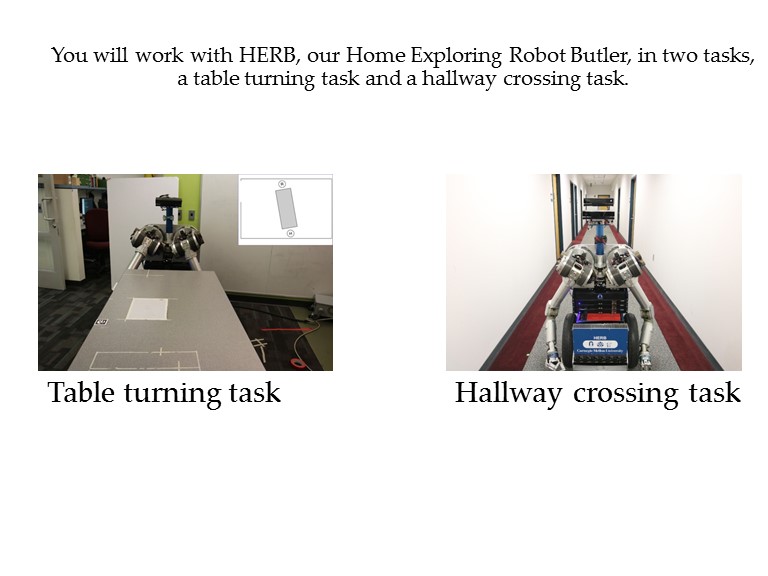 You will work with HERB, our Home Exploring Robot Butler, in two tasks,
a table turning task and a hallway crossing task.
HERB
Carnegie Mellon University
Table turning task
Hallway crossing task